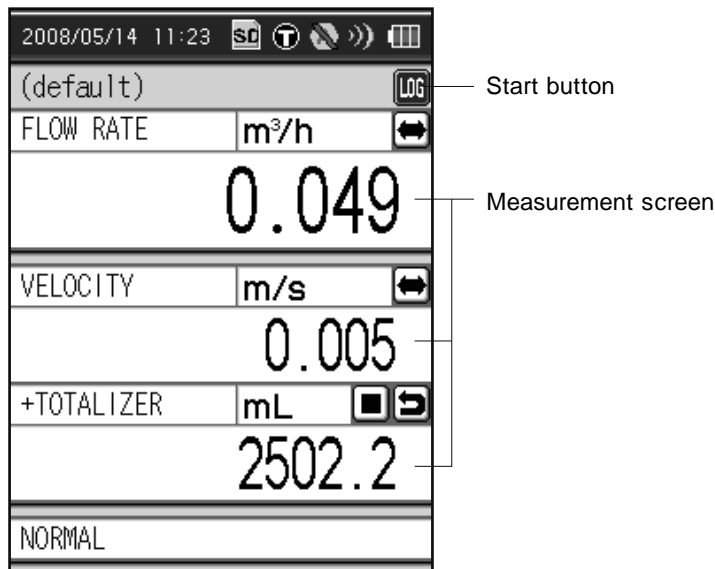 2008/05/14 11:23 SD T
(default) LOG Start button
FLOW RATE m³/h
0.049 Measurement screen
VELOCITY m/s
0.005
+TOTALIZER mL
2502.2
NORMAL